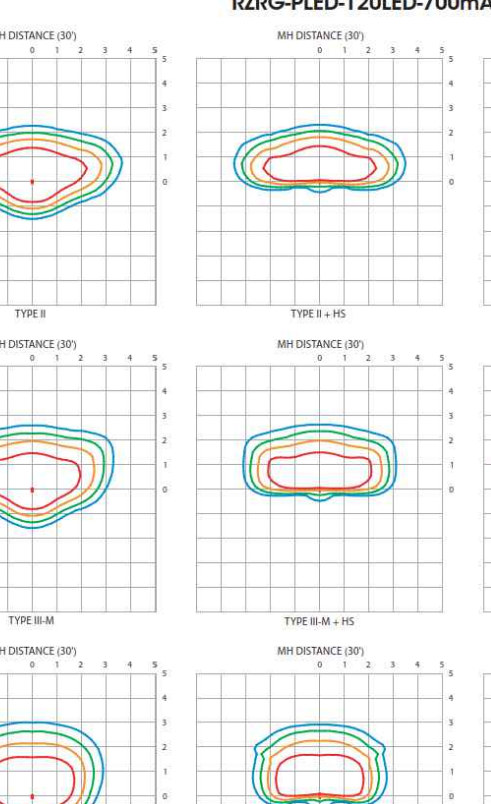 RZRG-PLED-120LED-700mA
H DISTANCE (30')
MH DISTANCE (30')
0 1 2 3 4 5
0 1 2 3 4 5
5
4
3
2
1
0
5
4
3
2
1
0
TYPE II
TYPE II + HS
H DISTANCE (30')
MH DISTANCE (30')
0 1 2 3 4 5
0 1 2 3 4 5
5
4
3
2
1
0
5
4
3
2
1
0
TYPE III-M
TYPE III-M + HS
H DISTANCE (30')
MH DISTANCE (30')
0 1 2 3 4 5
0 1 2 3 4 5
5
4
3
2
1
0
5
4
3
2
1
0